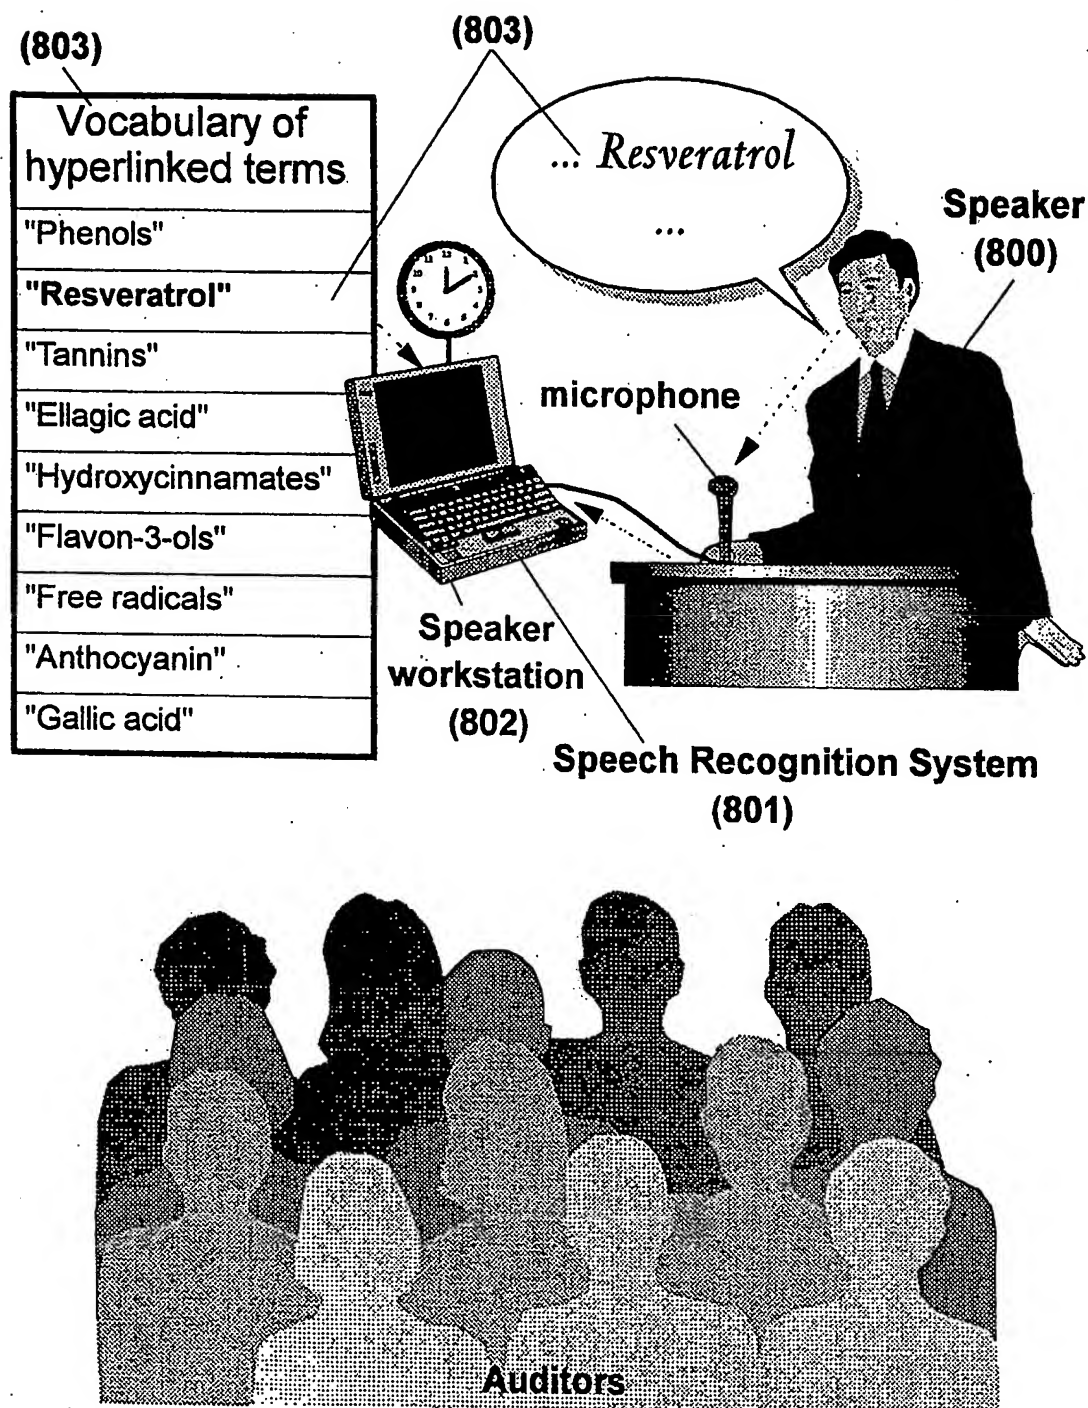 (803)
(803)
Vocabulary of
hyperlinked terms
"Phenols"
"Resveratrol"
"Tannins"
"Ellagic acid"
"Hydroxycinnamates"
"Flavon-3-ols"
"Free radicals"
"Anthocyanin"
"Gallic acid"
... Resveratrol
...
Speaker
(800)
microphone
Speaker
workstation
(802)
Speech Recognition System
(801)
Auditors